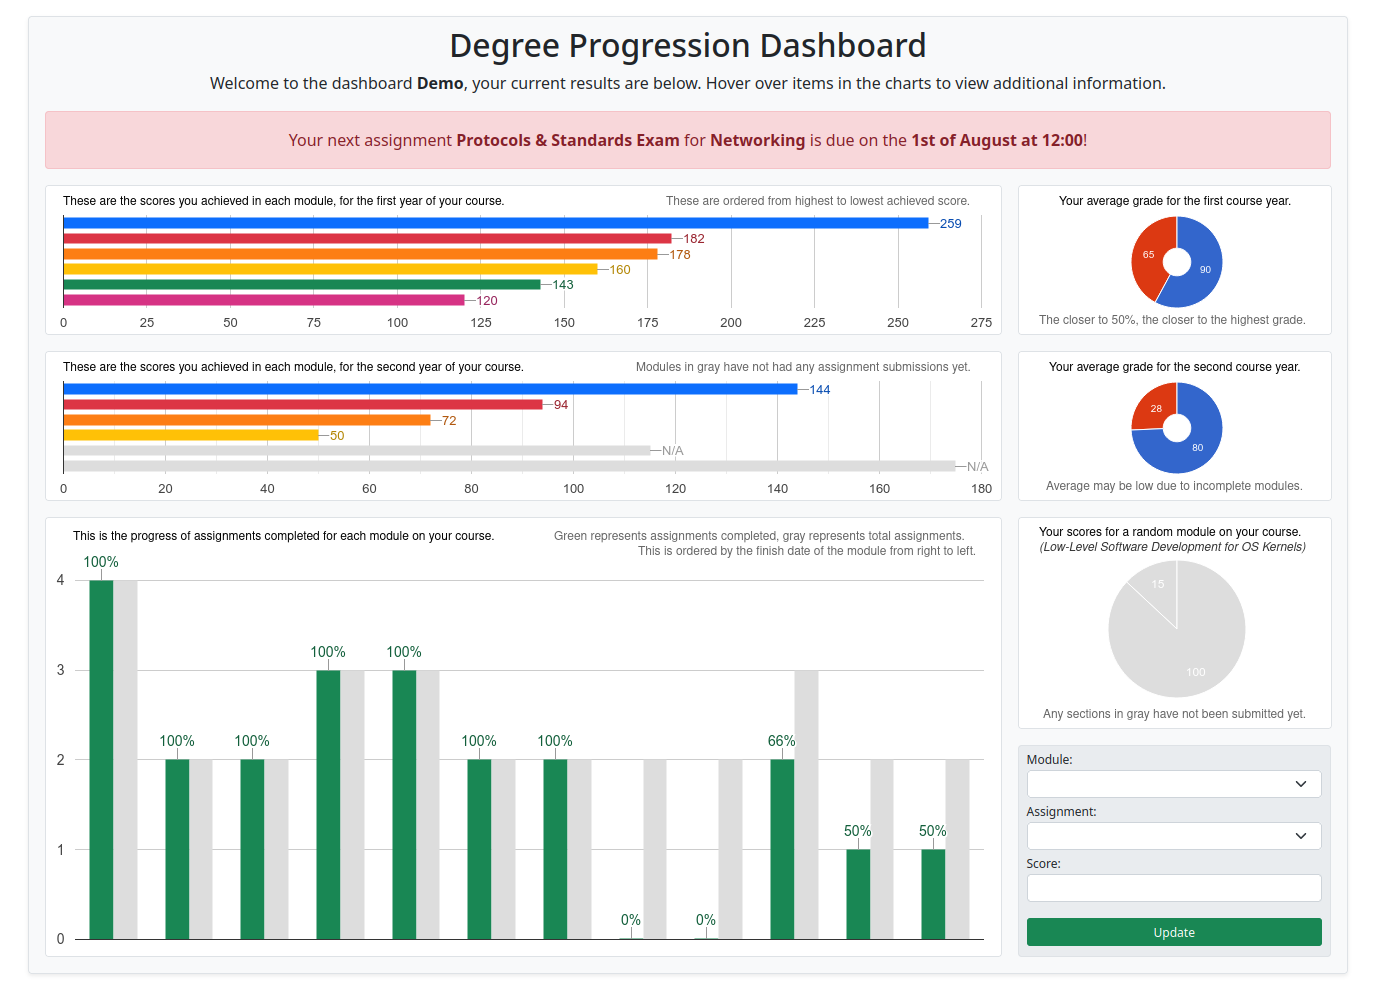 Degree Progression Dashboard
Welcome to the dashboard Demo, your current results are below. Hover over items in the charts to view additional information.
Your next assignment Protocols & Standards Exam for Networking is due on the 1st of August at 12:00!
These are the scores you achieved in each module, for the first year of your course.
These are ordered from highest to lowest achieved score.
259
182
178
160
143
120
0 25 50 75 100 125 150 175 200 225 250 275
Your average grade for the first course year.
65
90
The closer to 50%, the closer to the highest grade.
These are the scores you achieved in each module, for the second year of your course.
Modules in gray have not had any assignment submissions yet.
144
94
72
50
N/A
N/A
0 20 40 60 80 100 120 140 160 180
Your average grade for the second course year.
28
80
Average may be low due to incomplete modules.
This is the progress of assignments completed for each module on your course.
Green represents assignments completed, gray represents total assignments.
This is ordered by the finish date of the module from right to left.
100%
4
100% 100%
3
100% 100% 100% 100% 66%
2
50% 50%
1
0% 0%
0
Your scores for a random module on your course.
(Low-Level Software Development for OS Kernels)
15
100
Any sections in gray have not been submitted yet.
Module:
Assignment:
Score:
Update